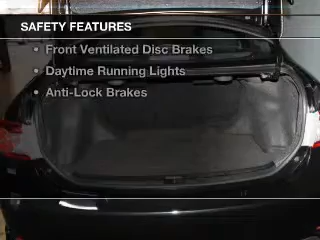 SAFETY FEATURES
• Front Ventilated Disc Brakes
• Daytime Running Lights
• Anti-Lock Brakes